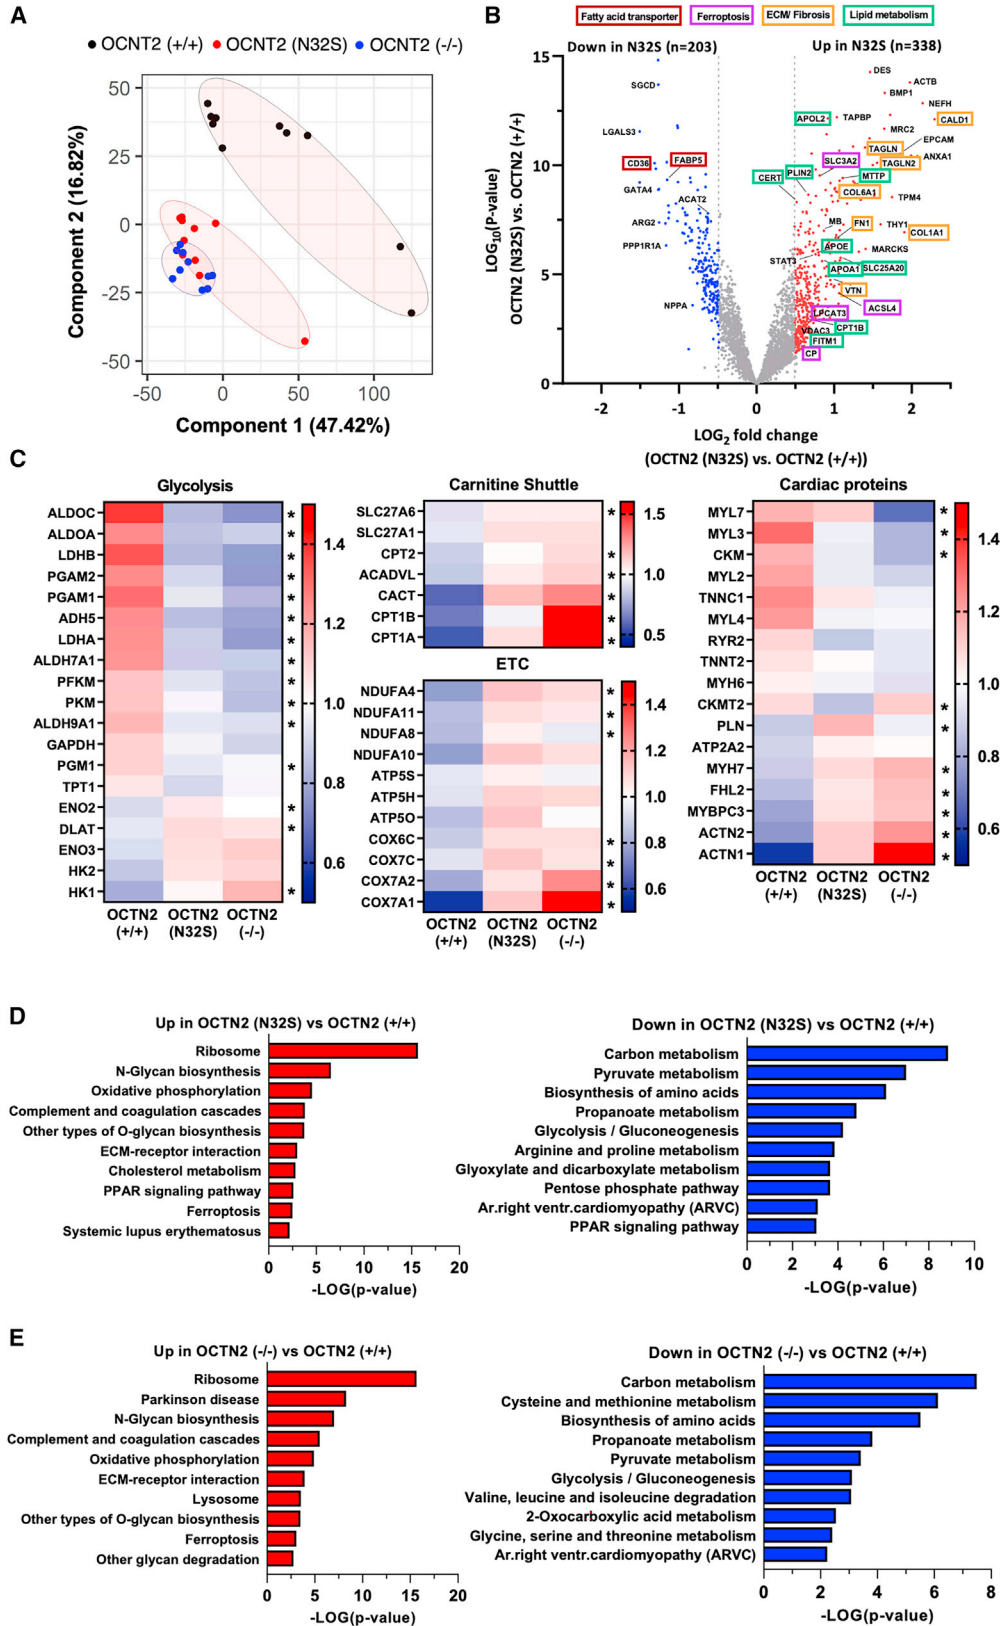 A
OCNT2 (+/+) OCNT2 (N32S) OCNT2 (-/-)
Component 2 (16.82%)
50
25
0
-25
-50
-50 0 50 100
Component 1 (47.42%)
B
Fatty acid transporter Ferroptosis ECM/ Fibrosis Lipid metabolism
Down in N32S (n=203) Up in N32S (n=338)
LOG10(P-value)
OCTN2 (N32S) vs. OCTN2 (+/+)
15
10
5
0
-2 -1 0 1 2
LOG2 fold change
(OCTN2 (N32S) vs. OCTN2 (+/+))
SGCD
LGALS3
CD36
FABP5
GATA4
ACAT2
ARG2
PPP1R1A
NPPA
DES
ACTB
BMP1
NEFH
APOL2
TAPBP
CALD1
MRC2
EPCAM
TAGLN
ANXA1
SLC3A2
TAGLN2
CERT
PLIN2
MTTP
COL6A1
TPM4
MB
FN1
THY1
COL1A1
APOE
MARCKS
STAT3
APOA1
SLC25A20
VTN
ACSL4
LPCAT3
VDAC3
CPT1B
FITM1
CP
C
Glycolysis
ALDOC *
ALDOA *
LDHB *
PGAM2 *
PGAM1 *
ADH5 *
LDHA *
ALDH7A1 *
PFKM *
PKM *
ALDH9A1 *
GAPDH
PGM1 *
TPT1
ENO2 *
DLAT *
ENO3
HK2
HK1 *
OCTN2 (+/+)
OCTN2 (N32S)
OCTN2 (-/-)
1.4
1.2
1.0
0.8
0.6
Carnitine Shuttle
SLC27A6 *
SLC27A1
CPT2 *
ACADVL *
CACT *
CPT1B *
CPT1A *
1.5
1.0
0.5
ETC
NDUFA4 *
NDUFA11 *
NDUFA8 *
NDUFA10
ATP5S
ATP5H
ATP5O
COX6C *
COX7C *
COX7A2 *
COX7A1 *
OCTN2 (+/+)
OCTN2 (N32S)
OCTN2 (-/-)
1.4
1.2
1.0
0.8
0.6
Cardiac proteins
MYL7 *
MYL3 *
CKM *
MYL2
TNNC1
MYL4
RYR2
TNNT2
MYH6
CKMT2 *
PLN *
ATP2A2
MYH7 *
FHL2 *
MYBPC3 *
ACTN2 *
ACTN1 *
OCTN2 (+/+)
OCTN2 (N32S)
OCTN2 (-/-)
1.4
1.2
1.0
0.8
0.6
D
Up in OCTN2 (N32S) vs OCTN2 (+/+)
Ribosome
N-Glycan biosynthesis
Oxidative phosphorylation
Complement and coagulation cascades
Other types of O-glycan biosynthesis
ECM-receptor interaction
Cholesterol metabolism
PPAR signaling pathway
Ferroptosis
Systemic lupus erythematosus
0 5 10 15 20
-LOG(p-value)
Down in OCTN2 (N32S) vs OCTN2 (+/+)
Carbon metabolism
Pyruvate metabolism
Biosynthesis of amino acids
Propanoate metabolism
Glycolysis / Gluconeogenesis
Arginine and proline metabolism
Glyoxylate and dicarboxylate metabolism
Pentose phosphate pathway
Ar.right ventr.cardiomyopathy (ARVC)
PPAR signaling pathway
0 2 4 6 8 10
-LOG(p-value)
E
Up in OCTN2 (-/-) vs OCTN2 (+/+)
Ribosome
Parkinson disease
N-Glycan biosynthesis
Complement and coagulation cascades
Oxidative phosphorylation
ECM-receptor interaction
Lysosome
Other types of O-glycan biosynthesis
Ferroptosis
Other glycan degradation
0 5 10 15 20
-LOG(p-value)
Down in OCTN2 (-/-) vs OCTN2 (+/+)
Carbon metabolism
Cysteine and methionine metabolism
Biosynthesis of amino acids
Propanoate metabolism
Pyruvate metabolism
Glycolysis / Gluconeogenesis
Valine, leucine and isoleucine degradation
2-Oxocarboxylic acid metabolism
Glycine, serine and threonine metabolism
Ar.right ventr.cardiomyopathy (ARVC)
0 2 4 6 8
-LOG(p-value)